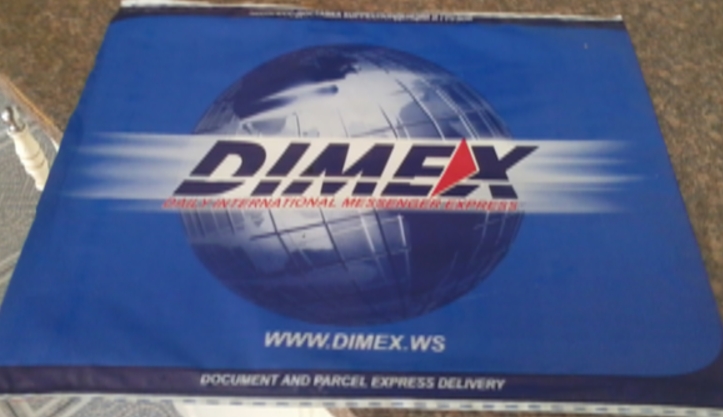 DIMEX
DAILY INTERNATIONAL MESSENGER EXPRESS
WWW.DIMEX.WS
DOCUMENT AND PARCEL EXPRESS DELIVERY